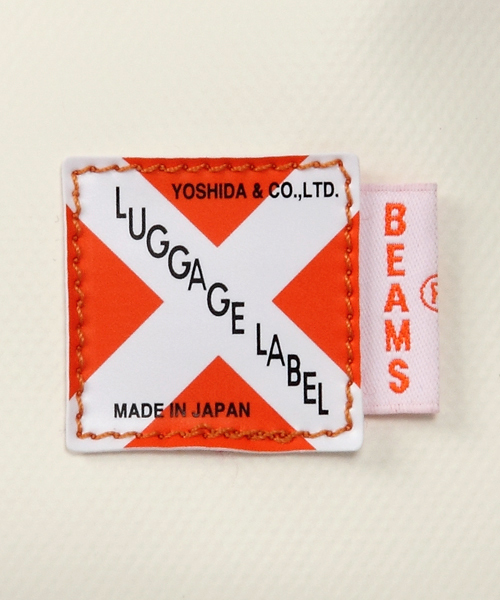 YOSHIDA & CO.,LTD.
LUGGAGE LABEL
MADE IN JAPAN
BEAMS